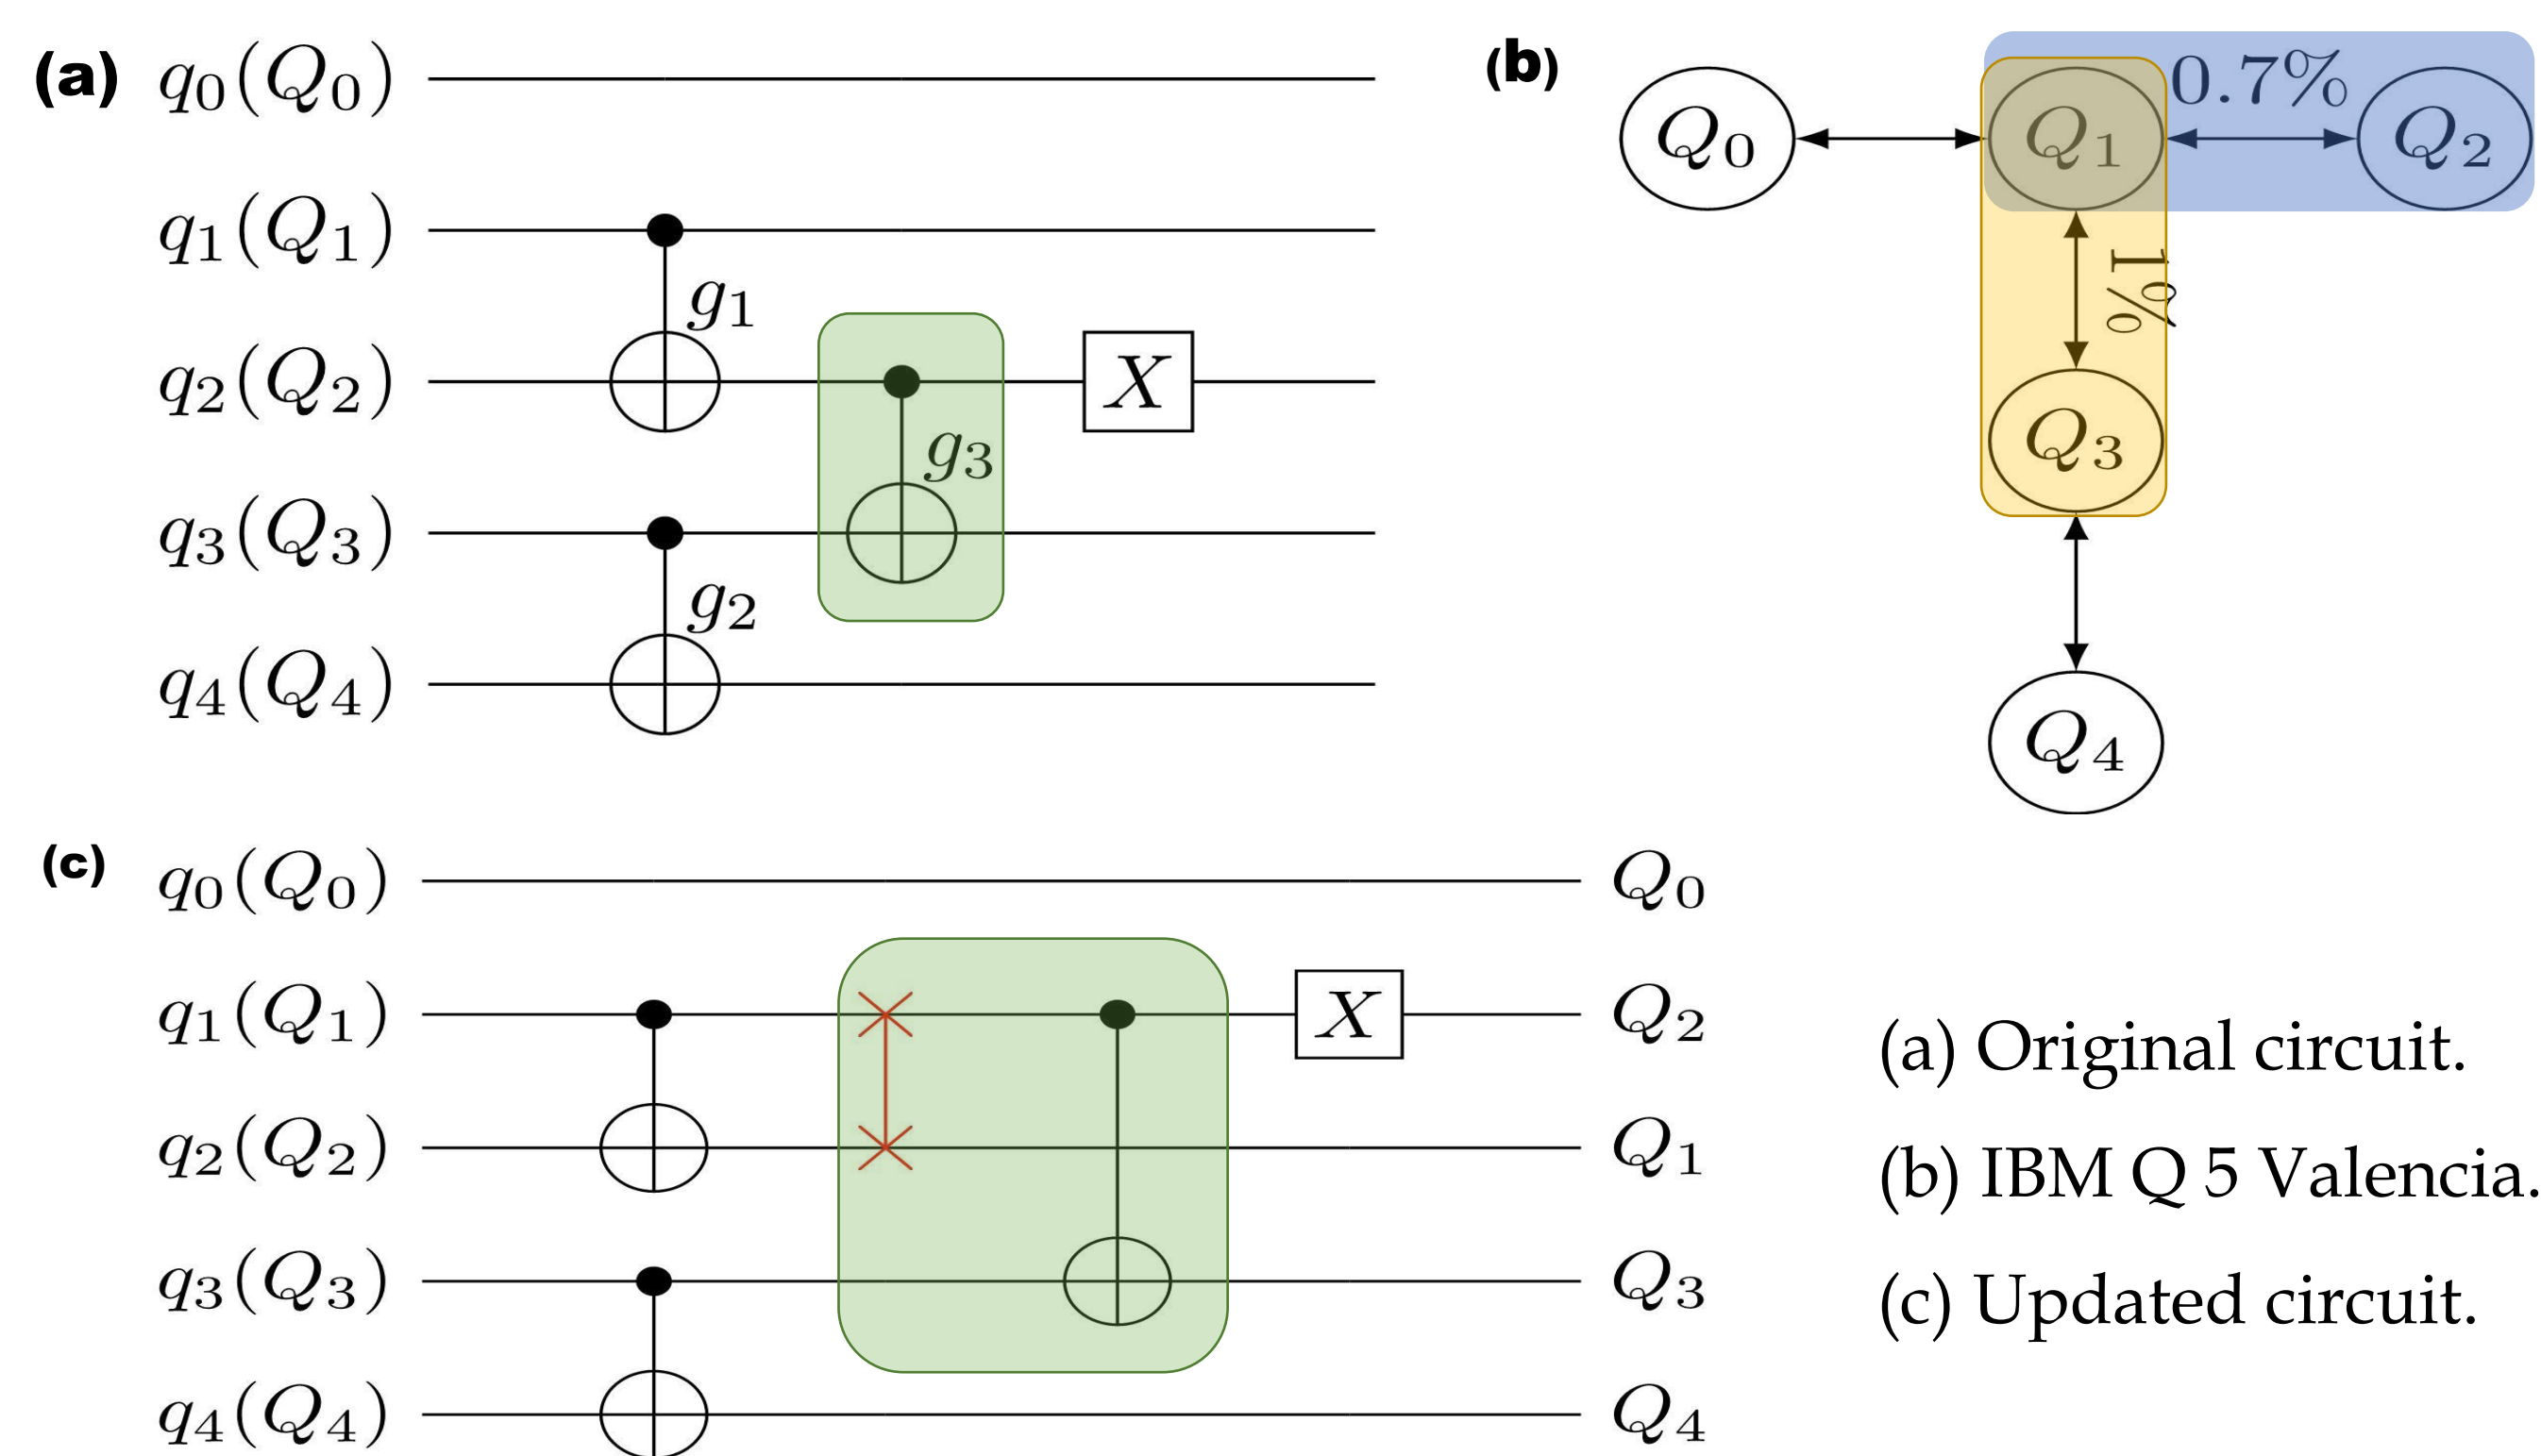 (a) q₀(Q₀)
q₁(Q₁)
g₁
q₂(Q₂) X
g₃
q₃(Q₃)
g₂
q₄(Q₄)
(b)
0.7%
Q₀ Q₁ Q₂
1%
Q₃
Q₄
(c) q₀(Q₀) Q₀
q₁(Q₁) X Q₂
q₂(Q₂) Q₁
q₃(Q₃) Q₃
q₄(Q₄) Q₄
(a) Original circuit.
(b) IBM Q 5 Valencia.
(c) Updated circuit.